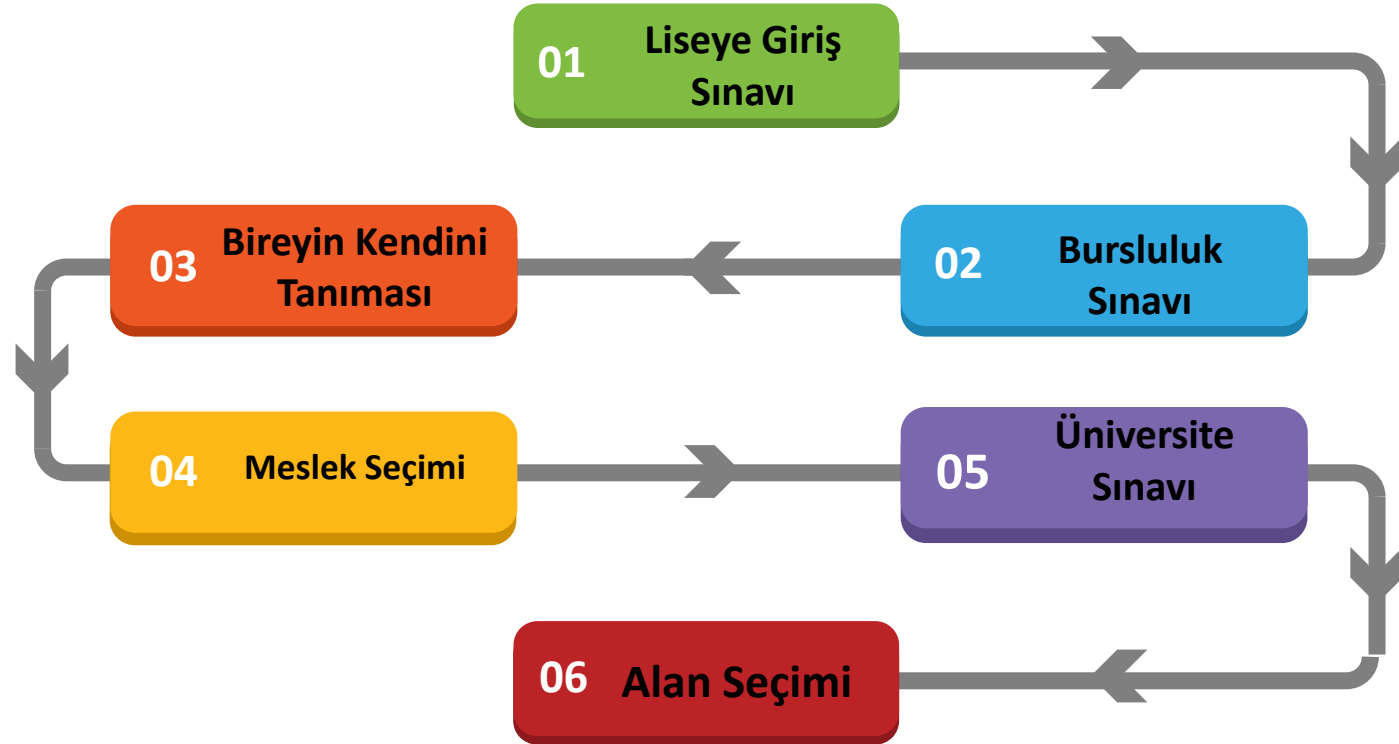 01 Liseye Giriş
Sınavı
02 Bursluluk
Sınavı
03 Bireyin Kendini
Tanıması
04 Meslek Seçimi
05 Üniversite
Sınavı
06 Alan Seçimi